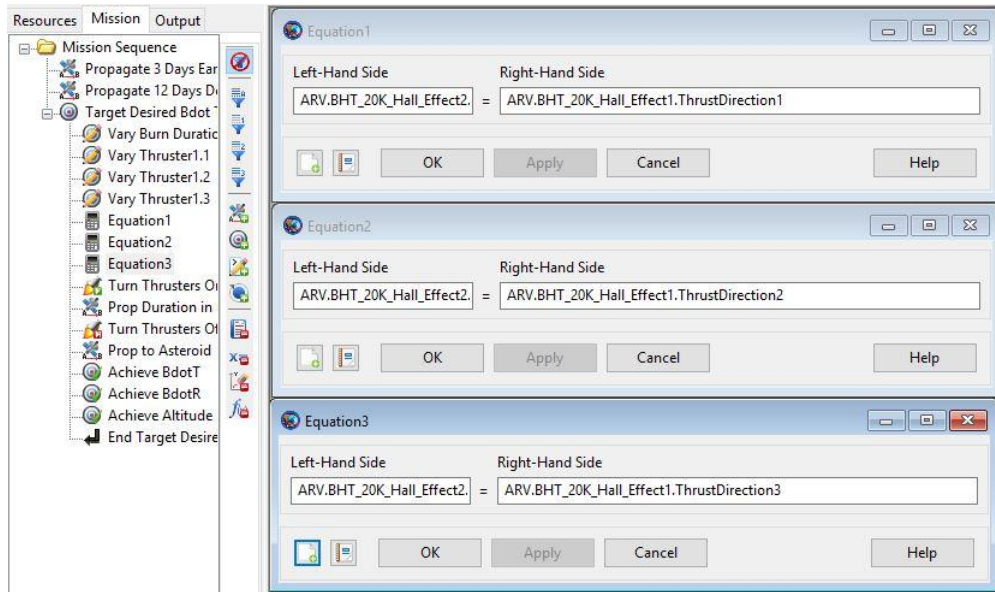 Resources Mission Output
Mission Sequence
Propagate 3 Days Ear
Propagate 12 Days D
Target Desired Bdot
Vary Burn Duratic
Vary Thruster1.1
Vary Thruster1.2
Vary Thruster1.3
Equation1
Equation2
Equation3
Turn Thrusters O
Prop Duration in
Turn Thrusters Of
Prop to Asteroid
Achieve BdotT
Achieve BdotR
Achieve Altitude
End Target Desire
Equation1
Left-Hand Side Right-Hand Side
ARV.BHT_20K_Hall_Effect2. = ARV.BHT_20K_Hall_Effect1.ThrustDirection1
OK Apply Cancel Help
Equation2
Left-Hand Side Right-Hand Side
ARV.BHT_20K_Hall_Effect2. = ARV.BHT_20K_Hall_Effect1.ThrustDirection2
OK Apply Cancel Help
Equation3
Left-Hand Side Right-Hand Side
ARV.BHT_20K_Hall_Effect2. = ARV.BHT_20K_Hall_Effect1.ThrustDirection3
OK Apply Cancel Help